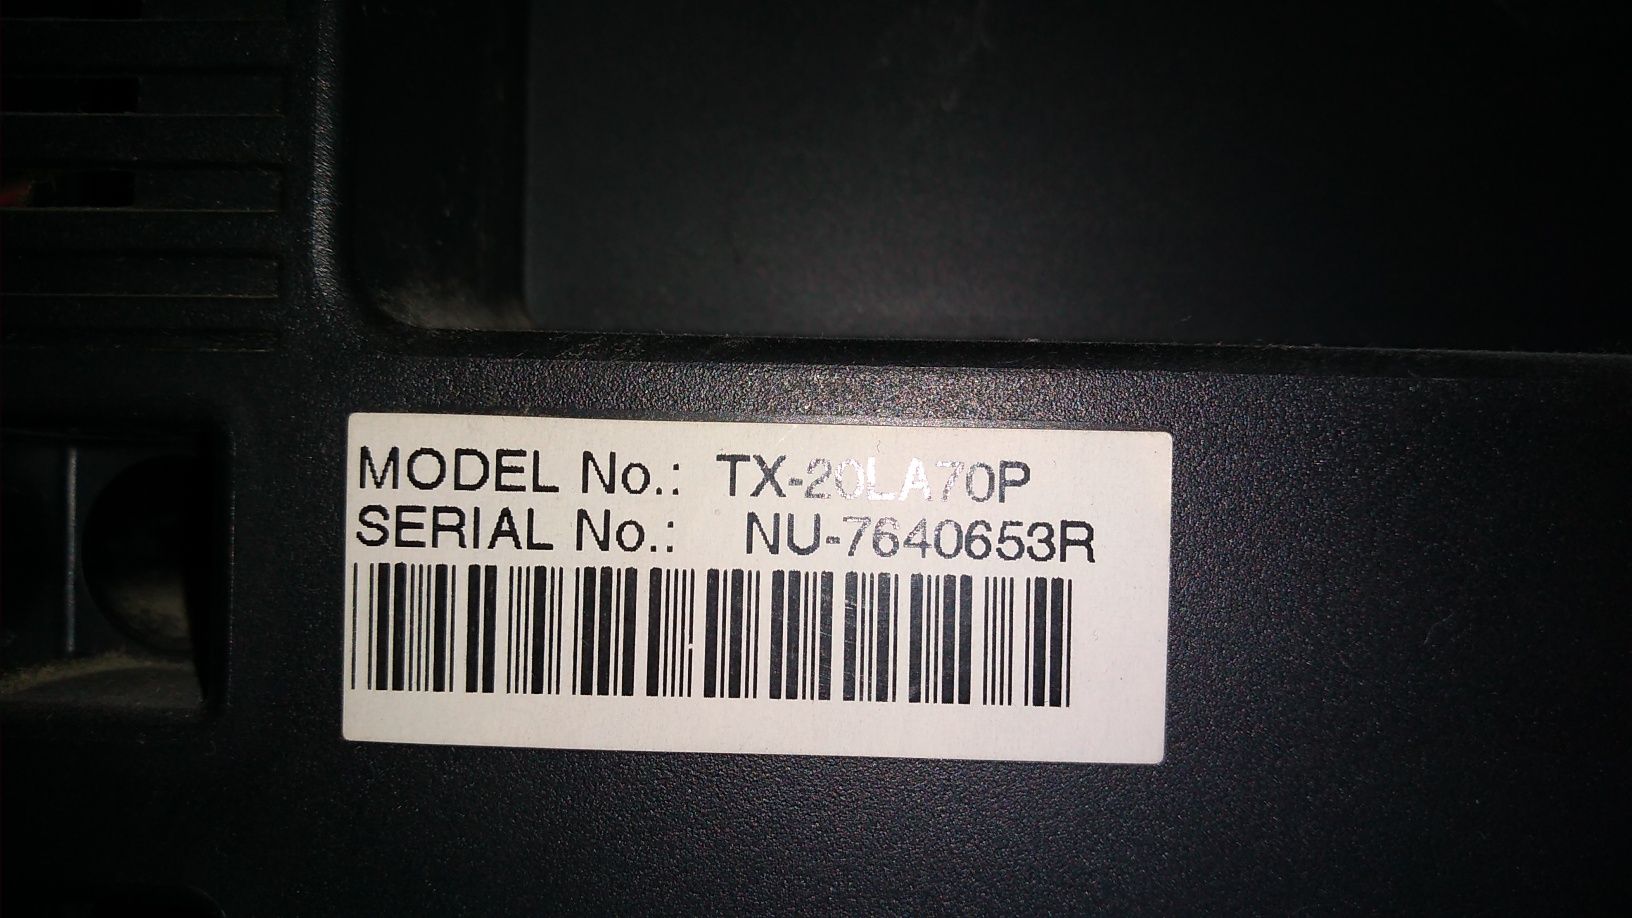 MODEL No.: TX-20LA70P
SERIAL No.: NU-7640653R